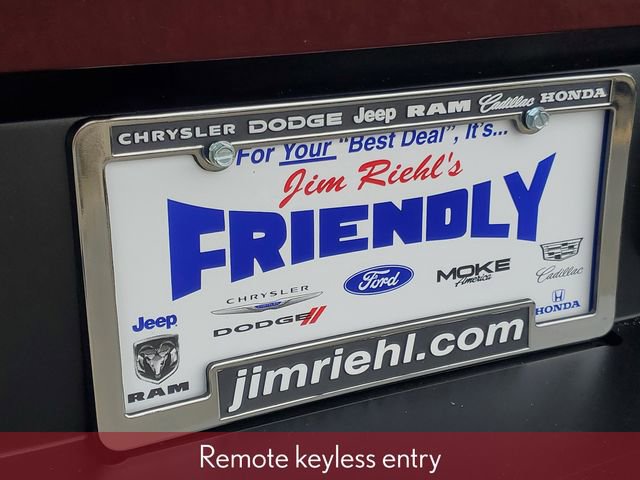 CHRYSLER DODGE Jeep RAM Cadillac HONDA
For Your "Best Deal", It's...
Jim Riehl's
FRIENDLY
Jeep
RAM
CHRYSLER
DODGE
Ford
MOKE
America
Cadillac
HONDA
jimriehl.com
Remote keyless entry